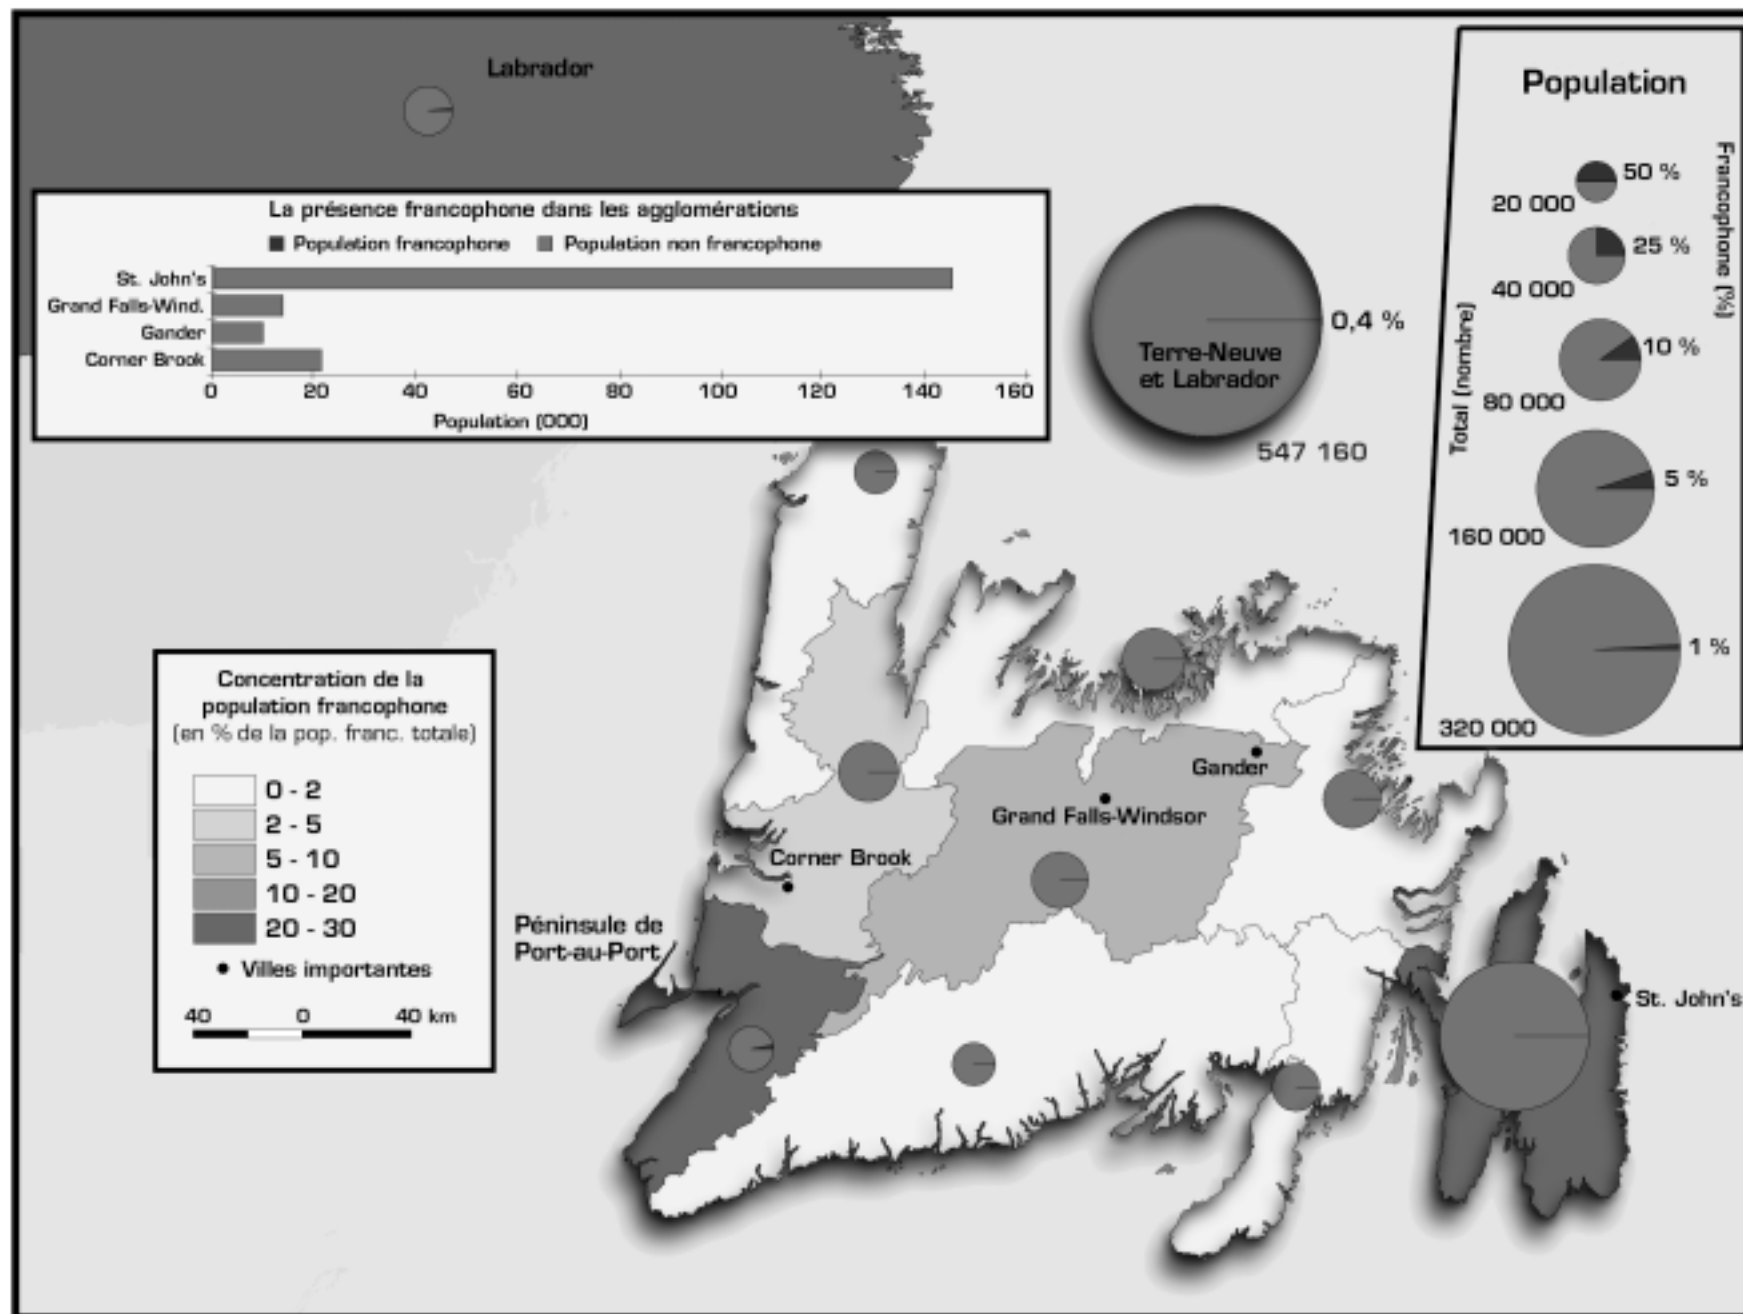 Labrador
La présence francophone dans les agglomérations
Population francophone
Population non francophone
St. John's
Grand Falls-Wind.
Gander
Corner Brook
0 20 40 60 80 100 120 140 160
Population (000)
Terre-Neuve
et Labrador
0,4 %
547 160
Population
Francophone (%)
Total (nombre)
50 %
20 000
25 %
40 000
10 %
80 000
5 %
160 000
1 %
320 000
Concentration de la
population francophone
(en % de la pop. franc. totale)
0 - 2
2 - 5
5 - 10
10 - 20
20 - 30
Villes importantes
40 0 40 km
Gander
Grand Falls-Windsor
Corner Brook
Péninsule de
Port-au-Port
St. John's